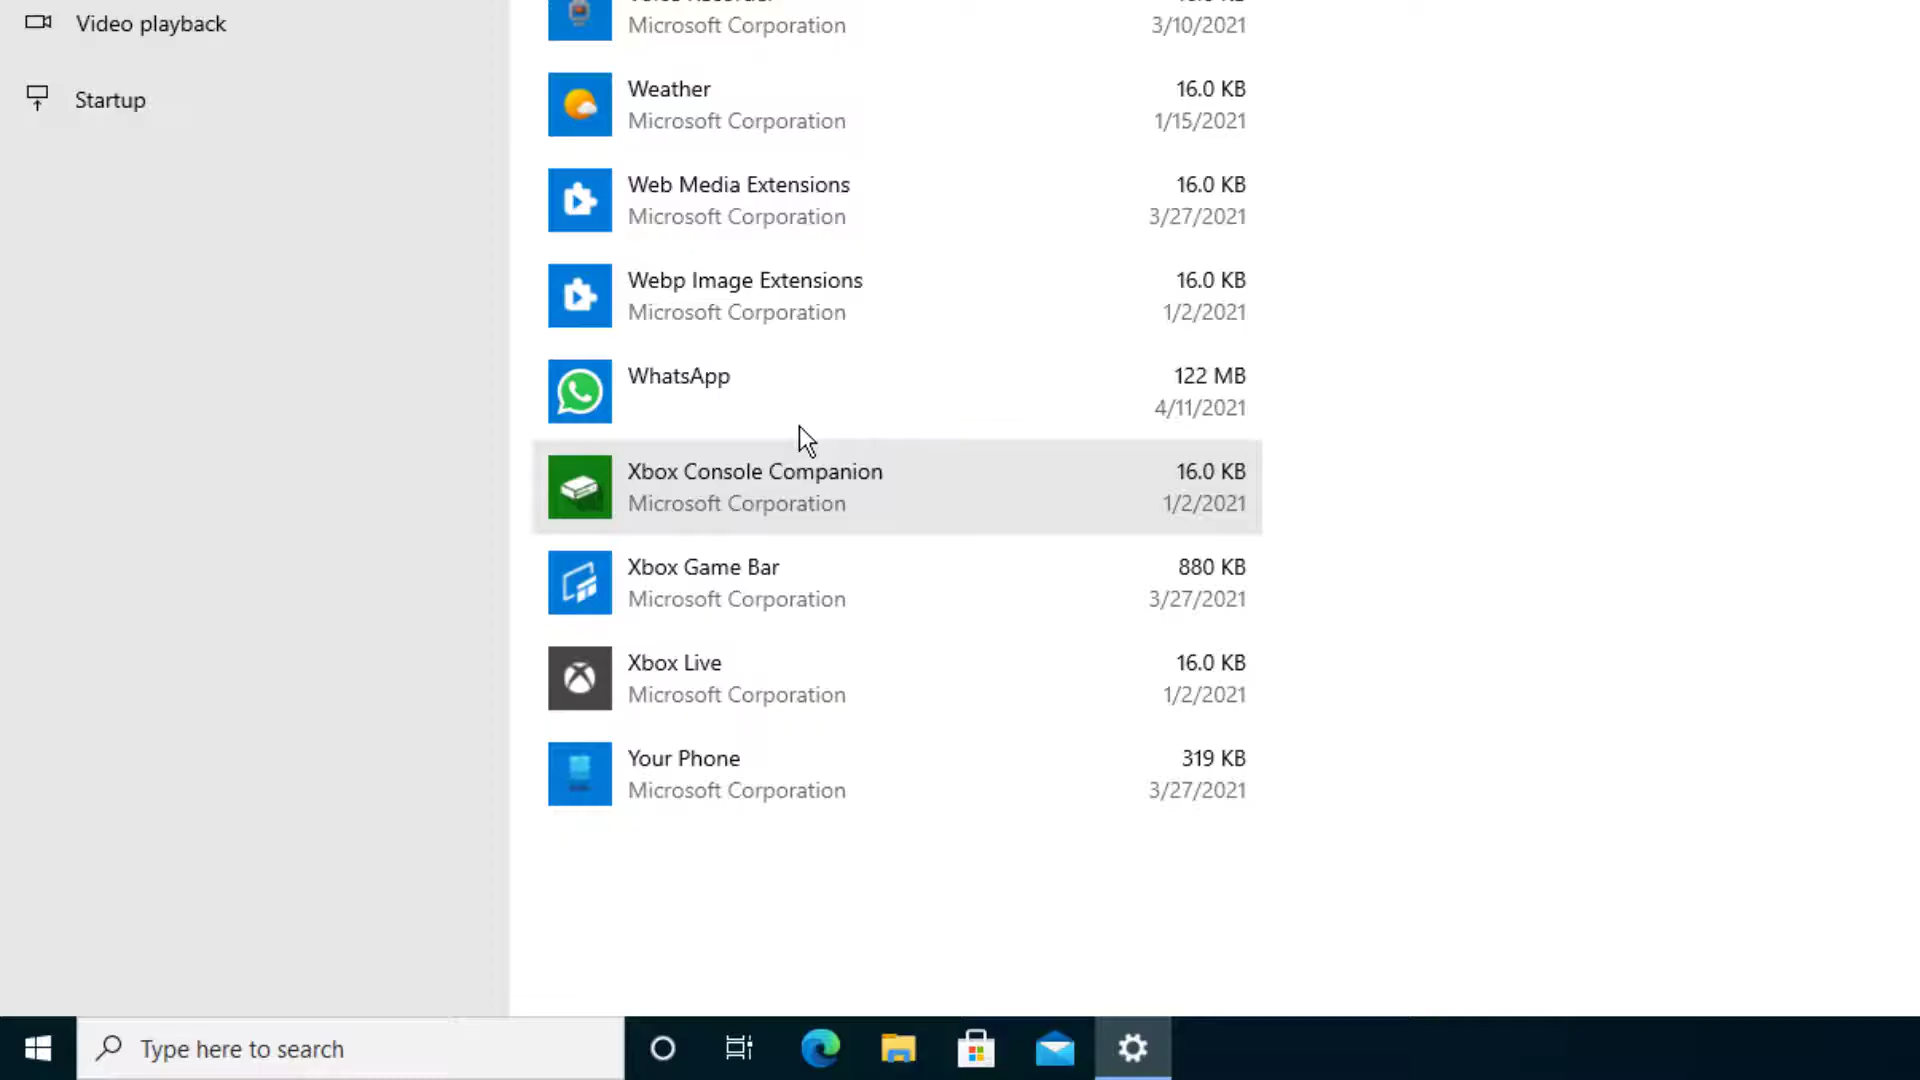 Video playback
Startup
Microsoft Corporation
3/10/2021
Weather
16.0 KB
Microsoft Corporation
1/15/2021
Web Media Extensions
16.0 KB
Microsoft Corporation
3/27/2021
Webp Image Extensions
16.0 KB
Microsoft Corporation
1/2/2021
WhatsApp
122 MB
4/11/2021
Xbox Console Companion
16.0 KB
Microsoft Corporation
1/2/2021
Xbox Game Bar
880 KB
Microsoft Corporation
3/27/2021
Xbox Live
16.0 KB
Microsoft Corporation
1/2/2021
Your Phone
319 KB
Microsoft Corporation
3/27/2021
Type here to search